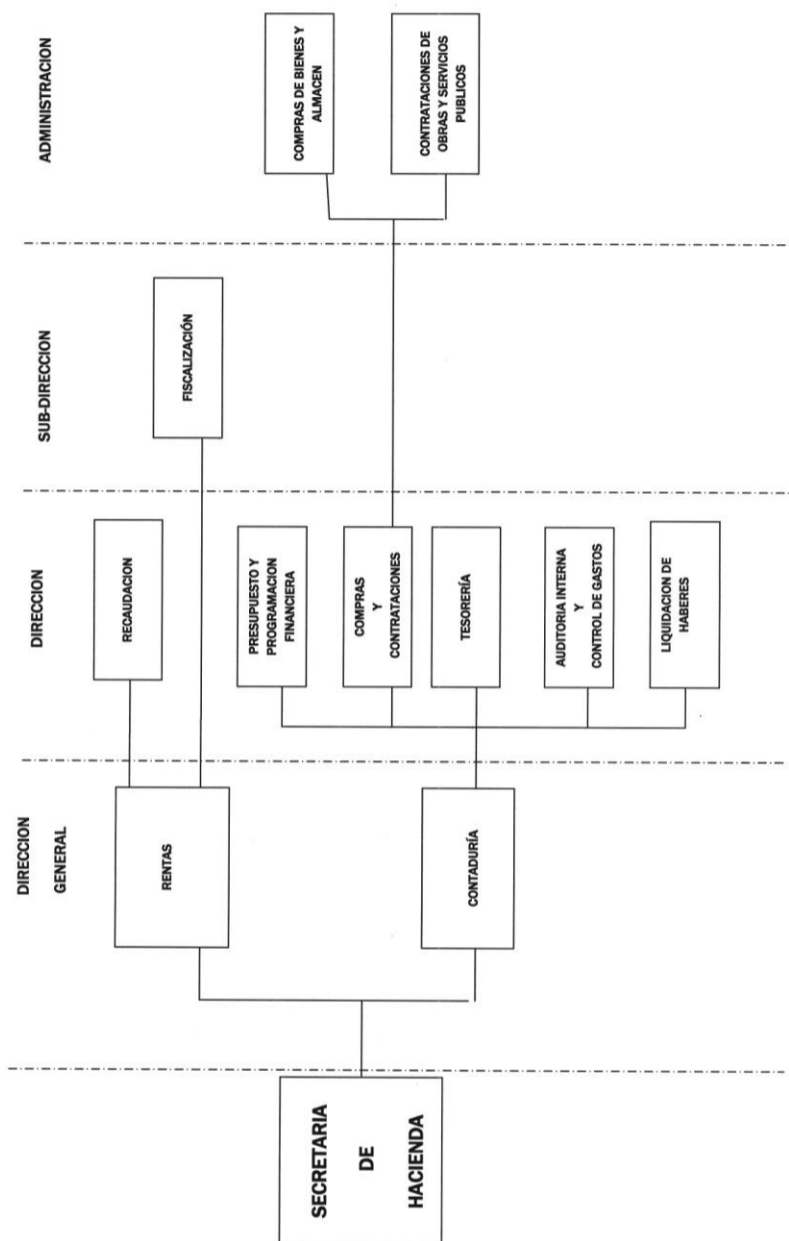 SECRETARIA
DE
HACIENDA
DIRECCION
GENERAL
RENTAS
CONTADURÍA
DIRECCION
RECAUDACION
PRESUPUESTO Y
PROGRAMACION
FINANCIERA
COMPRAS
Y
CONTRATACIONES
TESORERÍA
AUDITORIA INTERNA
Y
CONTROL DE GASTOS
LIQUIDACION DE
HABERES
SUB-DIRECCION
FISCALIZACIÓN
ADMINISTRACION
COMPRAS DE BIENES Y
ALMACEN
CONTRATACIONES DE
OBRAS Y SERVICIOS
PUBLICOS